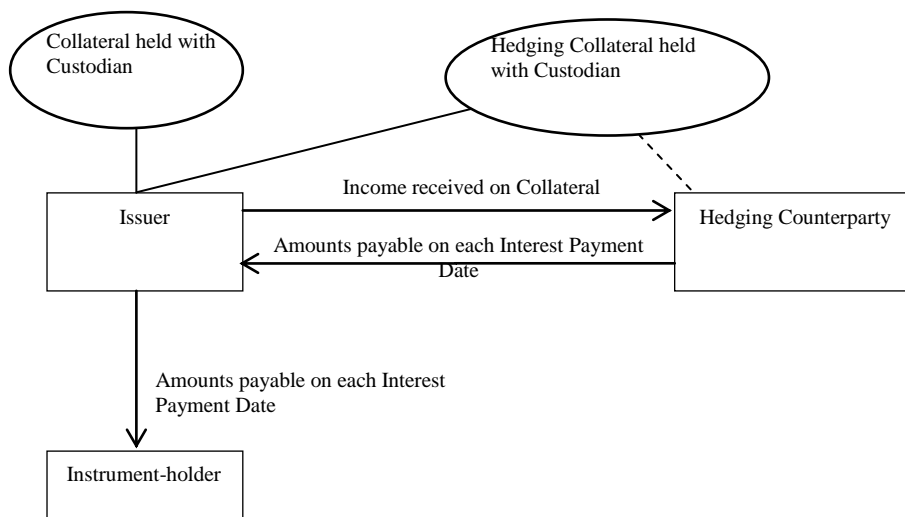 Collateral held with
Custodian
Hedging Collateral held
with Custodian
Income received on Collateral
Issuer
Hedging Counterparty
Amounts payable on each Interest Payment
Date
Amounts payable on each Interest
Payment Date
Instrument-holder